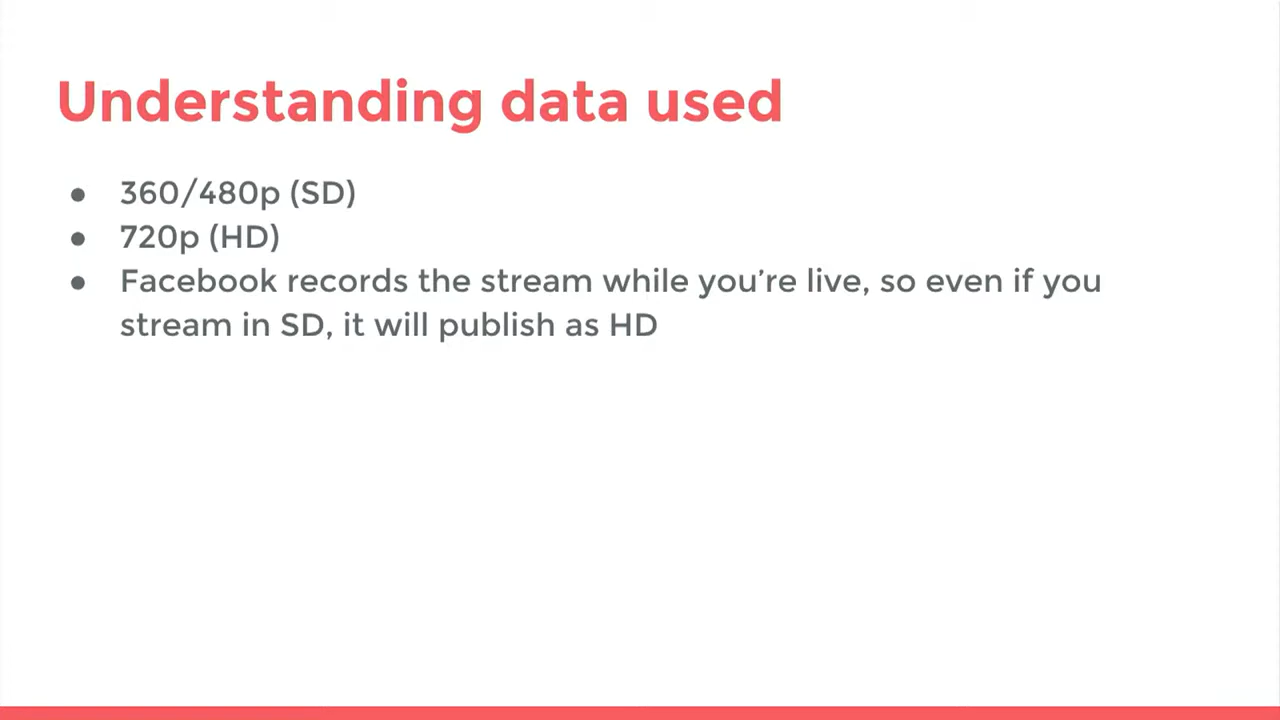 Understanding data used
● 360/480p (SD)
● 720p (HD)
● Facebook records the stream while you’re live, so even if you
stream in SD, it will publish as HD